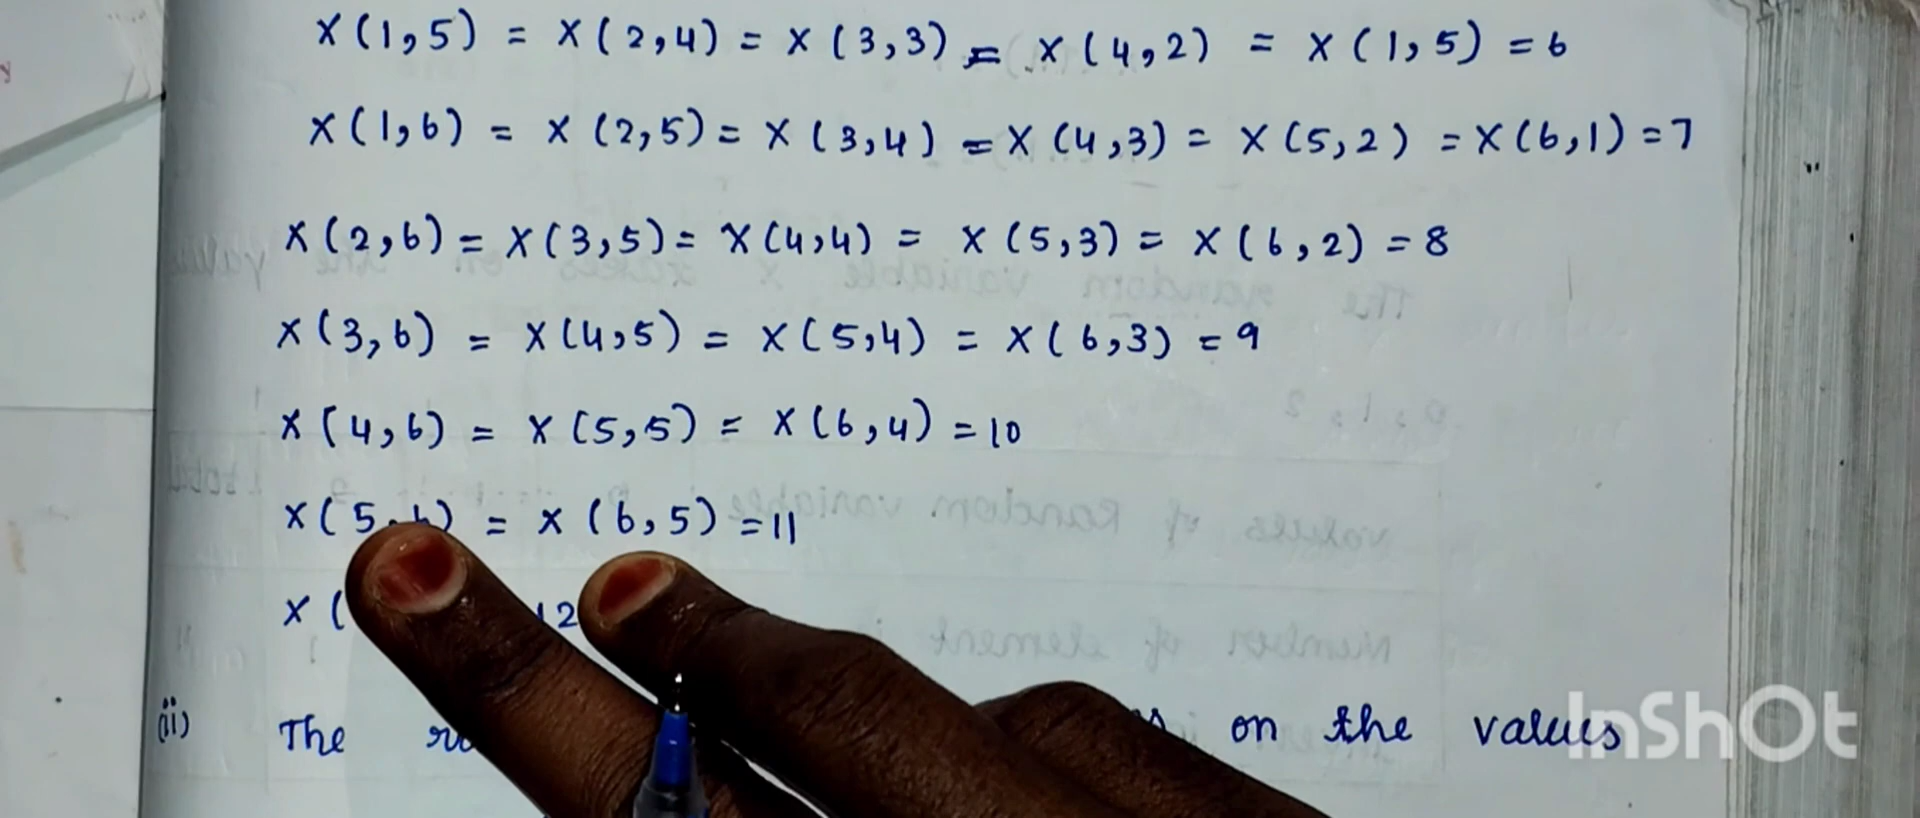 X(1,5) = X(2,4) = X(3,3) = X(4,2) = X(1,5) = 6
X(1,6) = X(2,5) = X(3,4) = X(4,3) = X(5,2) = X(6,1) = 7
X(2,6) = X(3,5) = X(4,4) = X(5,3) = X(6,2) = 8
X(3,6) = X(4,5) = X(5,4) = X(6,3) = 9
X(4,6) = X(5,5) = X(6,4) = 10
X(5,6) = X(6,5) = 11
X( 12
(ii) The on the values
InShOt